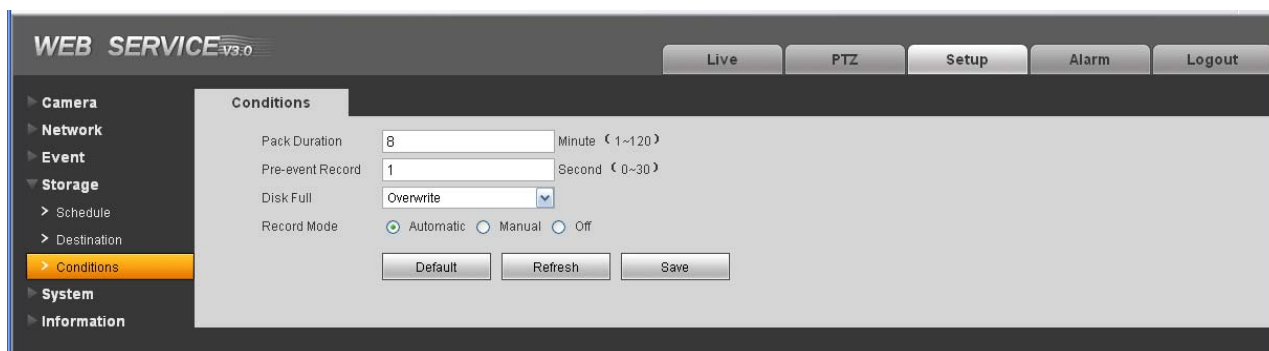 WEB SERVICE V3.0
Live PTZ Setup Alarm Logout
Camera
Network
Event
Storage
> Schedule
> Destination
> Conditions
System
Information
Conditions
Pack Duration 8 Minute (1~120)
Pre-event Record 1 Second (0~30)
Disk Full Overwrite
Record Mode Automatic Manual Off
Default Refresh Save